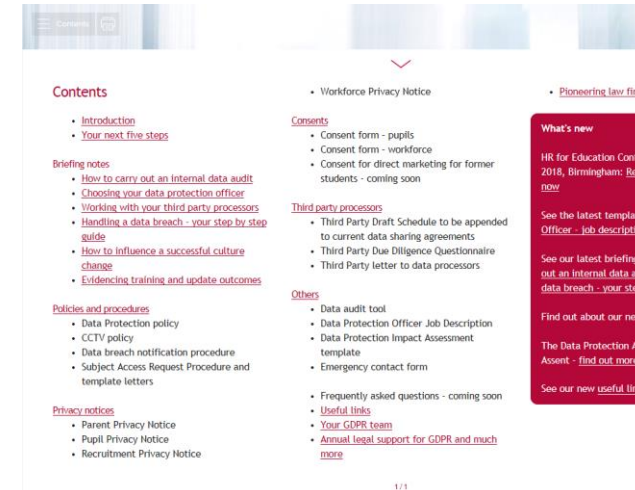 Contents
Contents
• Introduction
• Your next five steps
Briefing notes
• How to carry out an internal data audit
• Choosing your data protection officer
• Working with your third party processors
• Handling a data breach - your step by step
guide
• How to influence a successful culture
change
• Evidencing training and update outcomes
Policies and procedures
• Data Protection policy
• CCTV policy
• Data breach notification procedure
• Subject Access Request Procedure and
template letters
Privacy notices
• Parent Privacy Notice
• Pupil Privacy Notice
• Recruitment Privacy Notice
• Workforce Privacy Notice
Consents
• Consent form - pupils
• Consent form - workforce
• Consent for direct marketing for former
students - coming soon
Third party processors
• Third Party Draft Schedule to be appended
to current data sharing agreements
• Third Party Due Diligence Questionnaire
• Third Party letter to data processors
Others
• Data audit tool
• Data Protection Officer Job Description
• Data Protection Impact Assessment
template
• Emergency contact form
• Frequently asked questions - coming soon
• Useful links
• Your GDPR team
• Annual legal support for GDPR and much
more
1/1
• Pioneering law
What's new
HR for Education
2018, Birmingham:
now
See the latest
Officer - job
See our latest
out an internal data
data breach - your
Find out about our
The Data Protection
Assent - find out more
See our new useful